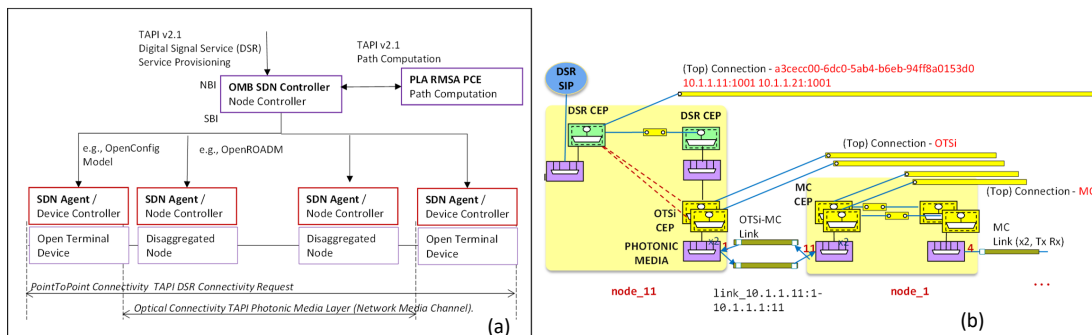 TAPI v2.1
Digital Signal Service (DSR)
Service Provisioning
TAPI v2.1
Path Computation
NBI
OMB SDN Controller
Node Controller
PLA RMSA PCE
Path Computation
SBI
e.g., OpenConfig
Model
e.g., OpenROADM
SDN Agent /
Device Controller
SDN Agent /
Node Controller
SDN Agent /
Node Controller
SDN Agent /
Device Controller
Open Terminal
Device
Disaggregated
Node
Disaggregated
Node
Open Terminal
Device
PointToPoint Connectivity TAPI DSR Connectivity Request
Optical Connectivity TAPI Photonic Media Layer (Network Media Channel).
(a)
DSR
SIP
(Top) Connection - a3cecc00-6dc0-5ab4-b6eb-94ff8a0153d0
10.1.1.11:1001 10.1.1.21:1001
DSR CEP
DSR CEP
(Top) Connection - OTSi
MC
CEP
(Top) Connection - MC
OTSi
CEP
OTSi-MC
Link
MC
Link (x2, Tx Rx)
x2
x2
PHOTONIC
MEDIA
1
11
4
node_11
link_10.1.1.11:1-
10.1.1.1:11
node_1
...
(b)